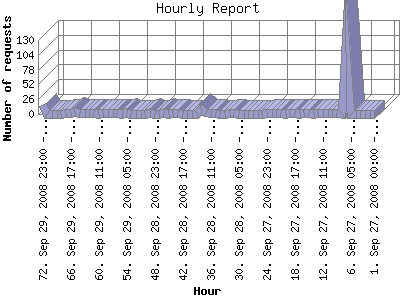 Hourly Report
Number of requests
130
104
78
52
26
0
72. Sep 29, 2008 23:00 -...
66. Sep 29, 2008 17:00 -...
60. Sep 29, 2008 11:00 -...
54. Sep 29, 2008 05:00 -...
48. Sep 28, 2008 23:00 -...
42. Sep 28, 2008 17:00 -...
36. Sep 28, 2008 11:00 -...
30. Sep 28, 2008 05:00 -...
24. Sep 27, 2008 23:00 -...
18. Sep 27, 2008 17:00 -...
12. Sep 27, 2008 11:00 -...
6. Sep 27, 2008 05:00 -...
1. Sep 27, 2008 00:00 -...
Hour